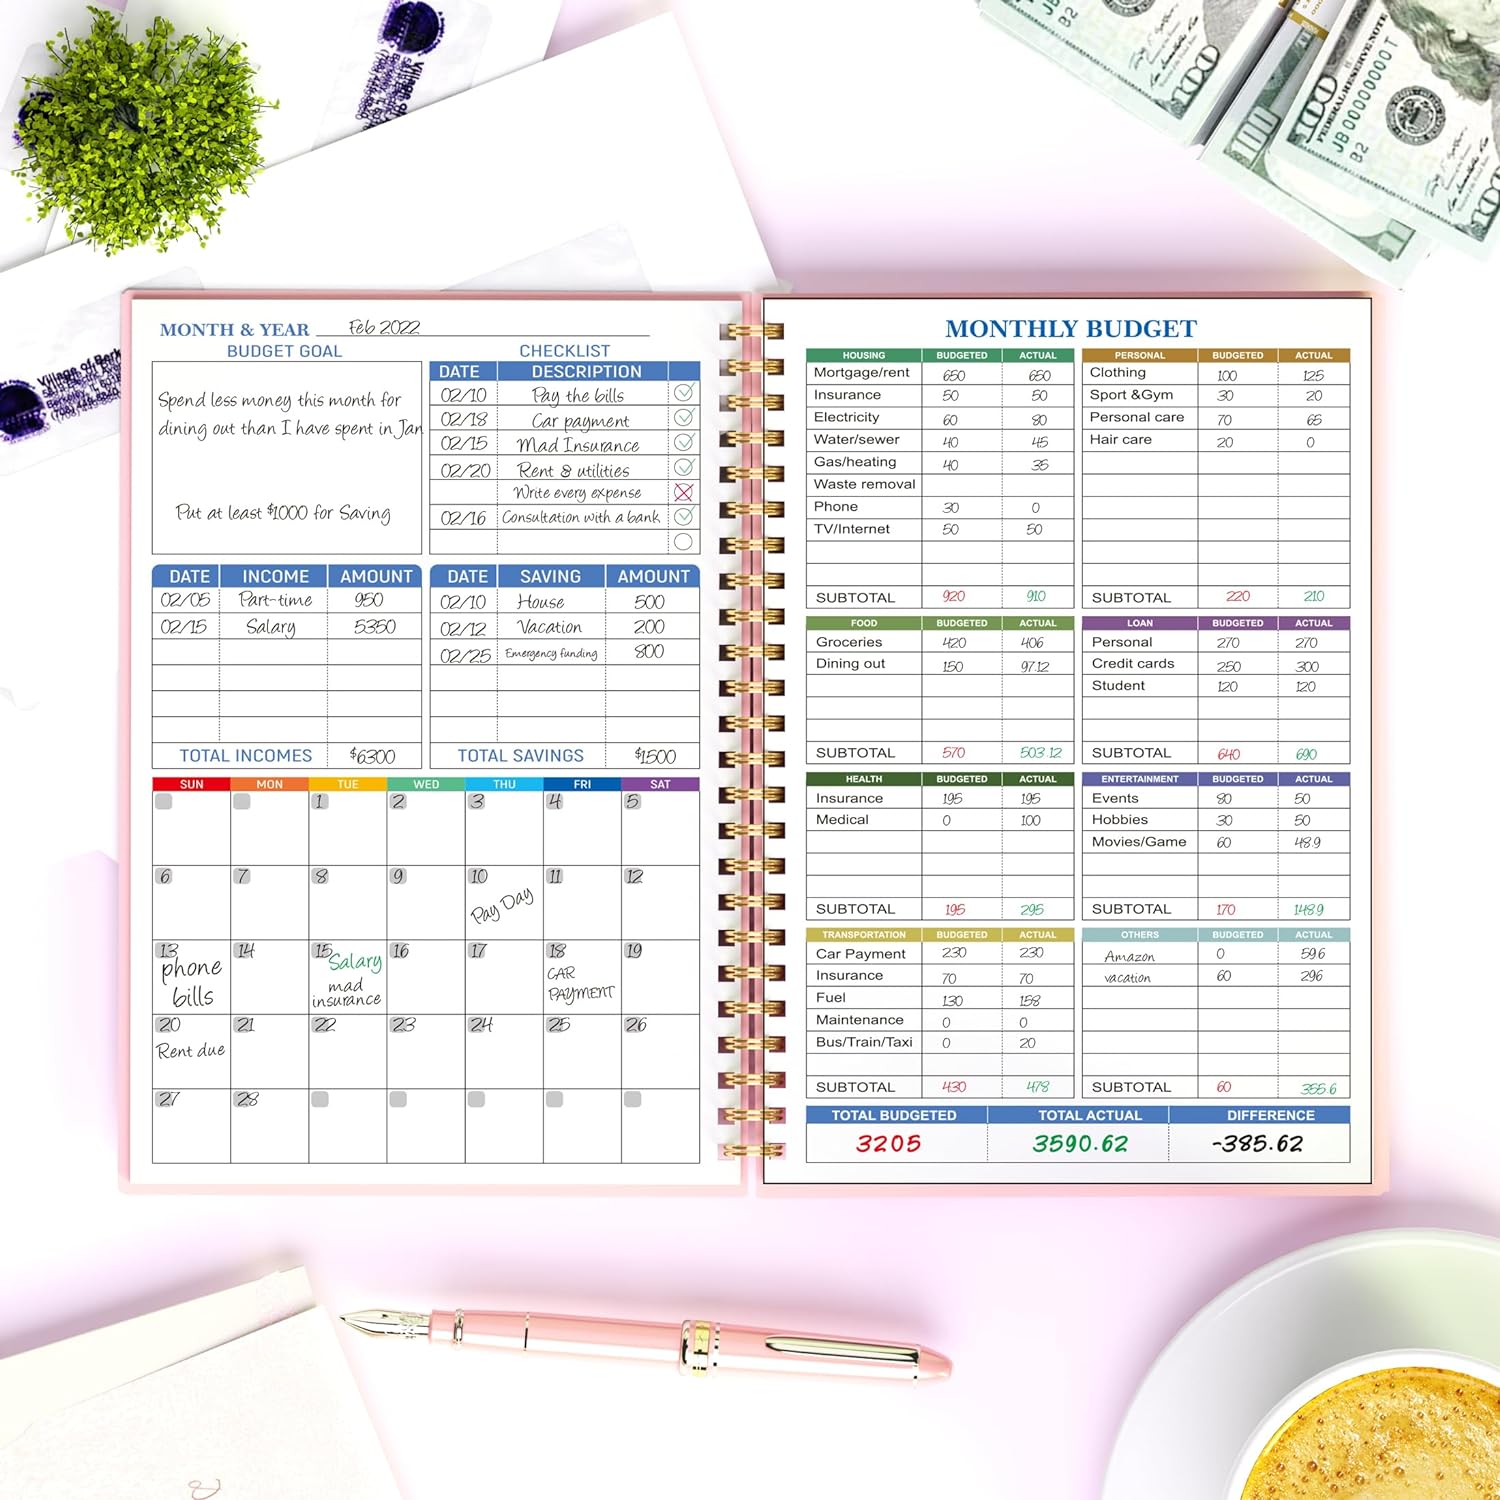 MONTH & YEAR Feb 2022
BUDGET GOAL
Spend less money this month for
dining out than I have spent in Jan
Put at least $1000 for Saving
CHECKLIST
DATE DESCRIPTION
02/10 Pay the bills
02/18 Car payment
02/15 Mad Insurance
02/20 Rent & utilities
Write every expense
02/16 Consultation with a bank
DATE INCOME AMOUNT
02/05 Part-time 950
02/15 Salary 5350
TOTAL INCOMES $6300
DATE SAVING AMOUNT
02/10 House 500
02/12 Vacation 200
02/25 Emergency funding 800
TOTAL SAVINGS $1500
SUN MON TUE WED THU FRI SAT
1 2 3 4 5
6 7 8 9 10 11 12
Pay Day
13 14 15 16 17 18 19
phone
bills
Salary
mad
insurance
CAR
PAYMENT
20 21 22 23 24 25 26
Rent due
27 28
MONTHLY BUDGET
HOUSING BUDGETED ACTUAL
Mortgage/rent 650 650
Insurance 50 50
Electricity 60 80
Water/sewer 40 45
Gas/heating 40 35
Waste removal
Phone 30 0
TV/Internet 50 50
SUBTOTAL 920 910
PERSONAL BUDGETED ACTUAL
Clothing 100 125
Sport &Gym 30 20
Personal care 70 65
Hair care 20 0
SUBTOTAL 220 210
FOOD BUDGETED ACTUAL
Groceries 420 406
Dining out 150 97.12
SUBTOTAL 570 503.12
LOAN BUDGETED ACTUAL
Personal 270 270
Credit cards 250 300
Student 120 120
SUBTOTAL 640 690
HEALTH BUDGETED ACTUAL
Insurance 195 195
Medical 0 100
SUBTOTAL 195 295
ENTERTAINMENT BUDGETED ACTUAL
Events 80 50
Hobbies 30 50
Movies/Game 60 48.9
SUBTOTAL 170 148.9
TRANSPORTATION BUDGETED ACTUAL
Car Payment 230 230
Insurance 70 70
Fuel 130 158
Maintenance 0 0
Bus/Train/Taxi 0 20
SUBTOTAL 430 478
OTHERS BUDGETED ACTUAL
Amazon 0 59.6
vacation 60 296
SUBTOTAL 60 355.6
TOTAL BUDGETED TOTAL ACTUAL DIFFERENCE
3205 3590.62 -385.62
100
FEDERAL RESERVE NOTE
JB 00000000 T
B2
100
100
JB
B2
Village of